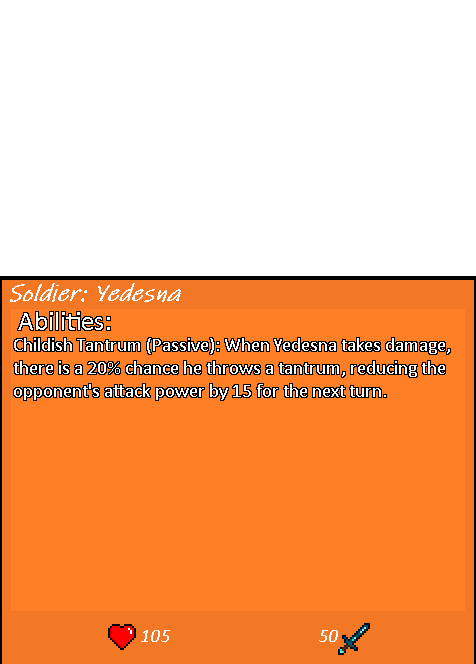 Soldier: Yedesna
Abilities:
Childish Tantrum (Passive): When Yedesna takes damage,
there is a 20% chance he throws a tantrum, reducing the
opponent's attack power by 15 for the next turn.
105
50